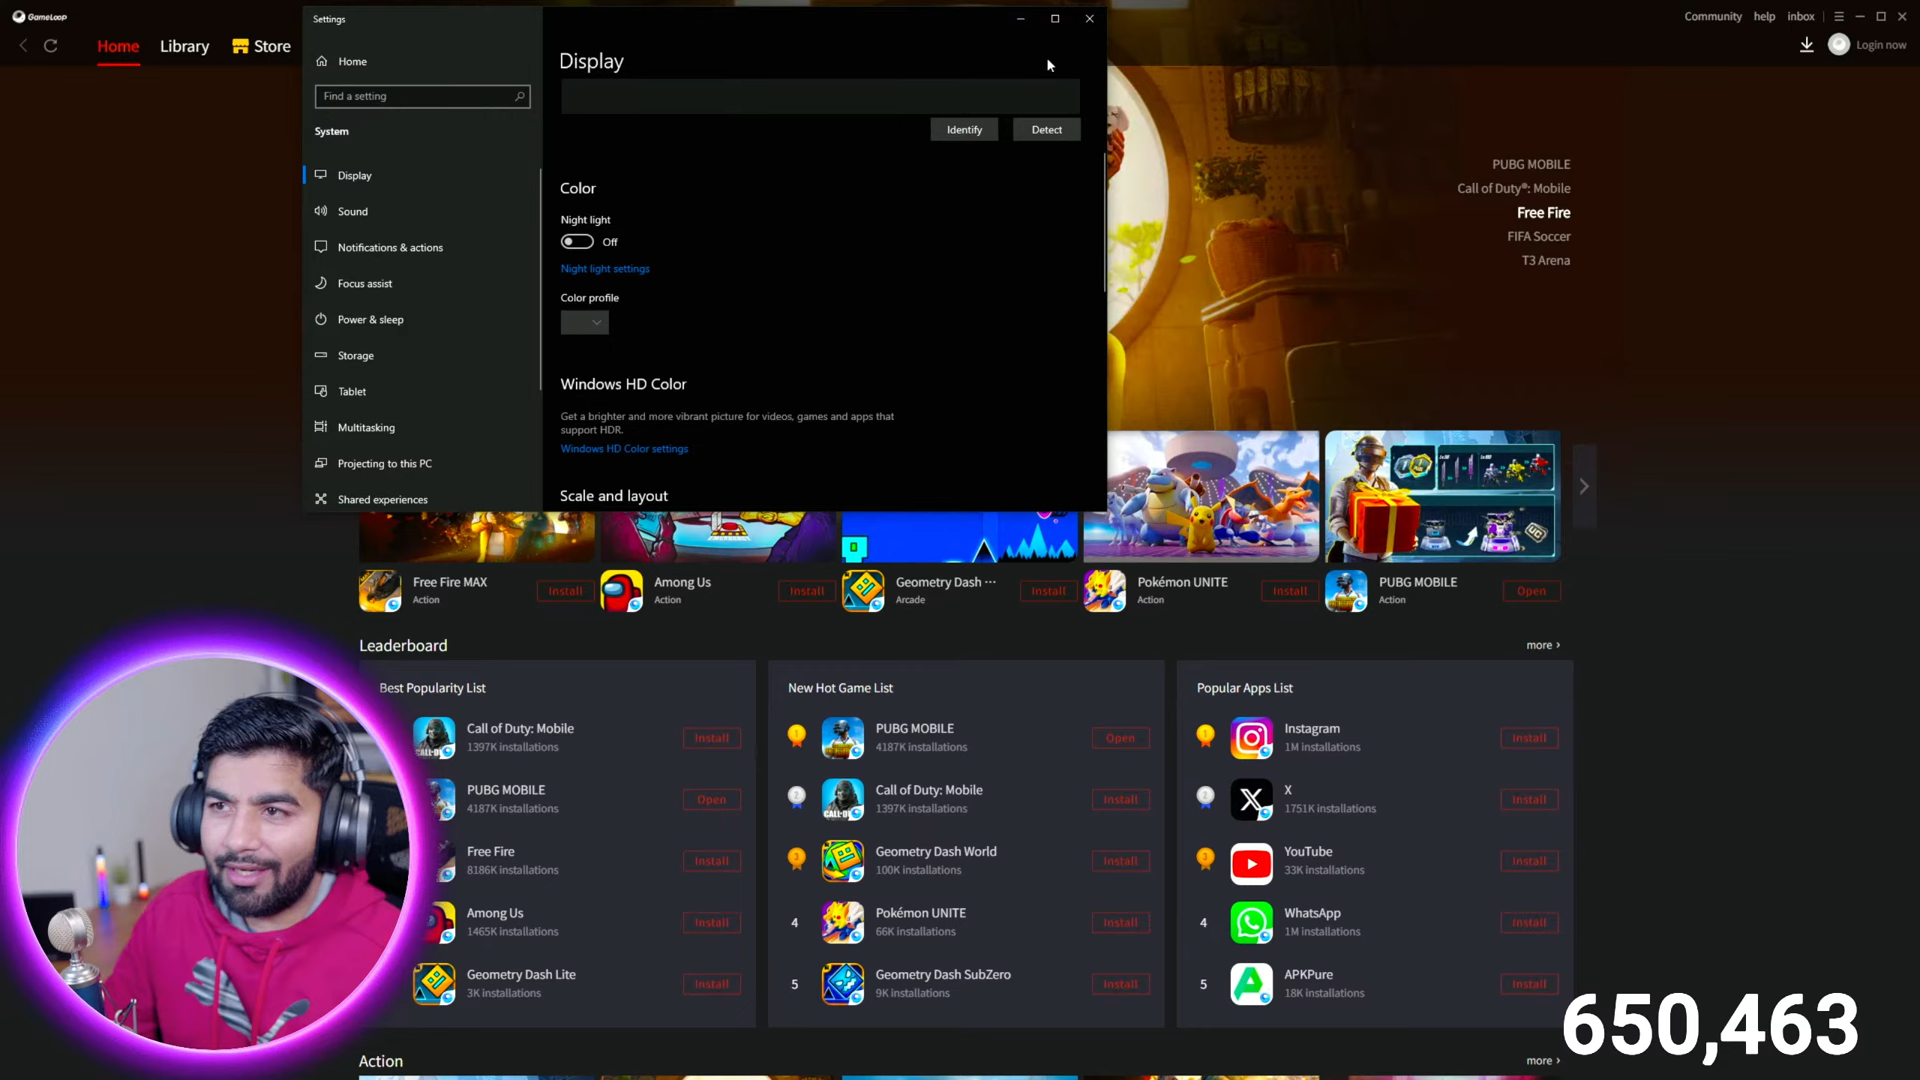 GameLoop
Community
help
inbox
Home
Library
Store
Login now
Settings
Home
Find a setting
System
Display
Sound
Notifications & actions
Focus assist
Power & sleep
Storage
Tablet
Multitasking
Projecting to this PC
Shared experiences
Display
Identify
Detect
Color
Night light
Off
Night light settings
Color profile
Windows HD Color
Get a brighter and more vibrant picture for videos, games and apps that
support HDR.
Windows HD Color settings
Scale and layout
PUBG MOBILE
Call of Duty®: Mobile
Free Fire
FIFA Soccer
T3 Arena
Free Fire MAX
Action
Install
Among Us
Action
Install
Geometry Dash ···
Arcade
Install
Pokémon UNITE
Action
Install
PUBG MOBILE
Action
Open
Leaderboard
more ›
Best Popularity List
Call of Duty: Mobile
1397K installations
Install
PUBG MOBILE
4187K installations
Open
Free Fire
8186K installations
Install
Among Us
1465K installations
Install
Geometry Dash Lite
3K installations
Install
New Hot Game List
1
PUBG MOBILE
4187K installations
Open
2
Call of Duty: Mobile
1397K installations
Install
3
Geometry Dash World
100K installations
Install
4
Pokémon UNITE
66K installations
Install
5
Geometry Dash SubZero
9K installations
Install
Popular Apps List
1
Instagram
1M installations
Install
2
X
1751K installations
Install
3
YouTube
33K installations
Install
4
WhatsApp
1M installations
Install
5
APKPure
18K installations
Install
Action
more ›
650,463